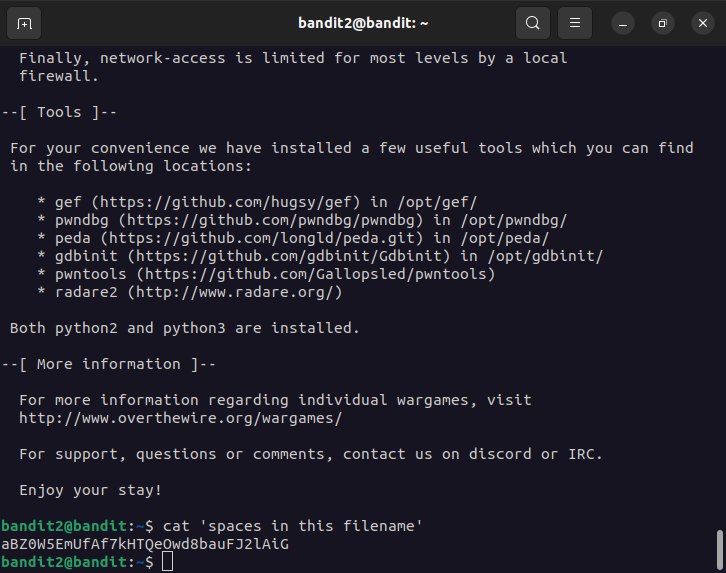 bandit2@bandit: ~
Finally, network-access is limited for most levels by a local
firewall.
--[ Tools ]--
For your convenience we have installed a few useful tools which you can find
in the following locations:
* gef (https://github.com/hugsy/gef) in /opt/gef/
* pwndbg (https://github.com/pwndbg/pwndbg) in /opt/pwndbg/
* peda (https://github.com/longld/peda.git) in /opt/peda/
* gdbinit (https://github.com/gdbinit/Gdbinit) in /opt/gdbinit/
* pwntools (https://github.com/Gallopsled/pwntools)
* radare2 (http://www.radare.org/)
Both python2 and python3 are installed.
--[ More information ]--
For more information regarding individual wargames, visit
http://www.overthewire.org/wargames/
For support, questions or comments, contact us on discord or IRC.
Enjoy your stay!
bandit2@bandit:~$ cat 'spaces in this filename'
aBZ0W5EmUfAf7kHTQeOwd8bauFJ2lAiG
bandit2@bandit:~$